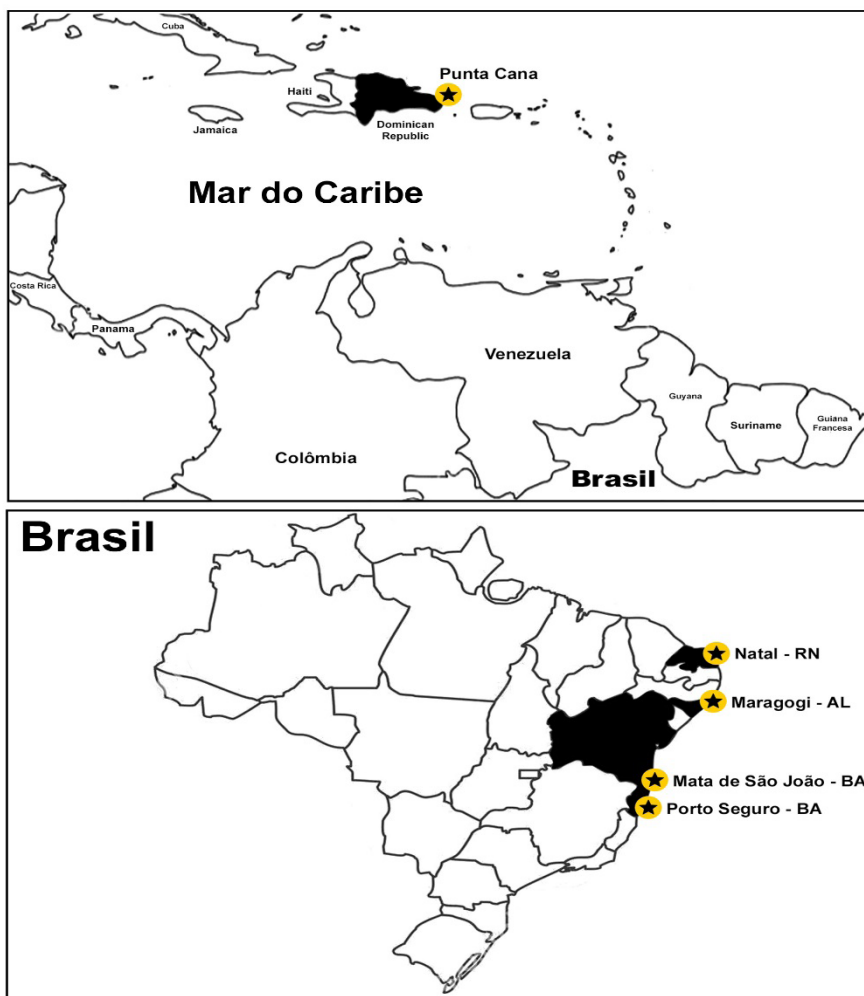 Cuba
Punta Cana
Haiti
Jamaica
Dominican
Republic
Mar do Caribe
Costa Rica
Panama
Venezuela
Guyana
Suriname
Guiana
Francesa
Colômbia
Brasil
Brasil
Natal - RN
Maragogi - AL
Mata de São João - BA
Porto Seguro - BA